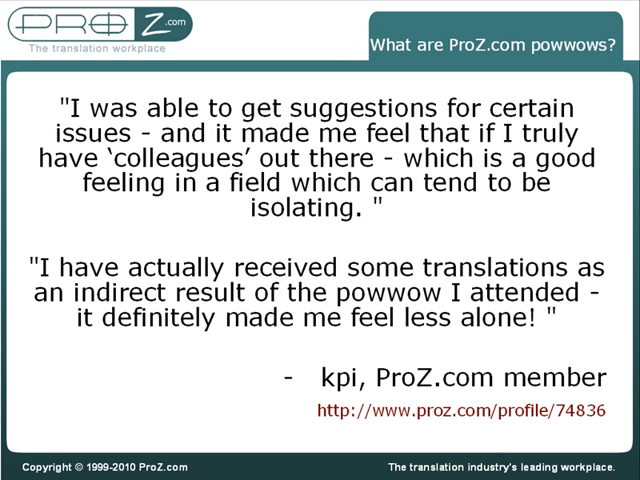 PROZ.com
The translation workplace
What are ProZ.com powwows?
"I was able to get suggestions for certain
issues - and it made me feel that if I truly
have ‘colleagues’ out there - which is a good
feeling in a field which can tend to be
isolating. "
"I have actually received some translations as
an indirect result of the powwow I attended -
it definitely made me feel less alone! "
- kpi, ProZ.com member
http://www.proz.com/profile/74836
Copyright © 1999-2010 ProZ.com
The translation industry's leading workplace.